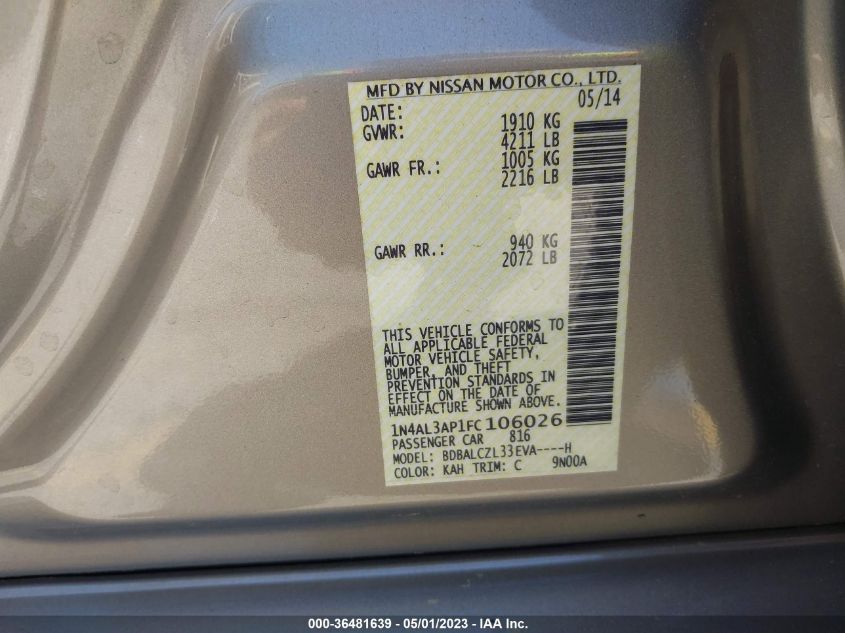 MFD BY NISSAN MOTOR CO., LTD.
DATE: 05/14
GVWR: 1910 KG
4211 LB
GAWR FR.: 1005 KG
2216 LB
GAWR RR.: 940 KG
2072 LB
THIS VEHICLE CONFORMS TO
ALL APPLICABLE FEDERAL
MOTOR VEHICLE SAFETY,
BUMPER, AND THEFT
PREVENTION STANDARDS IN
EFFECT ON THE DATE OF
MANUFACTURE SHOWN ABOVE.
1N4AL3AP1FC106026
PASSENGER CAR 816
MODEL: BDBALCZL33EVA----H
COLOR: KAH TRIM: C 9N00A
000-36481639 - 05/01/2023 - COPYRIGHT IAA, LLC.